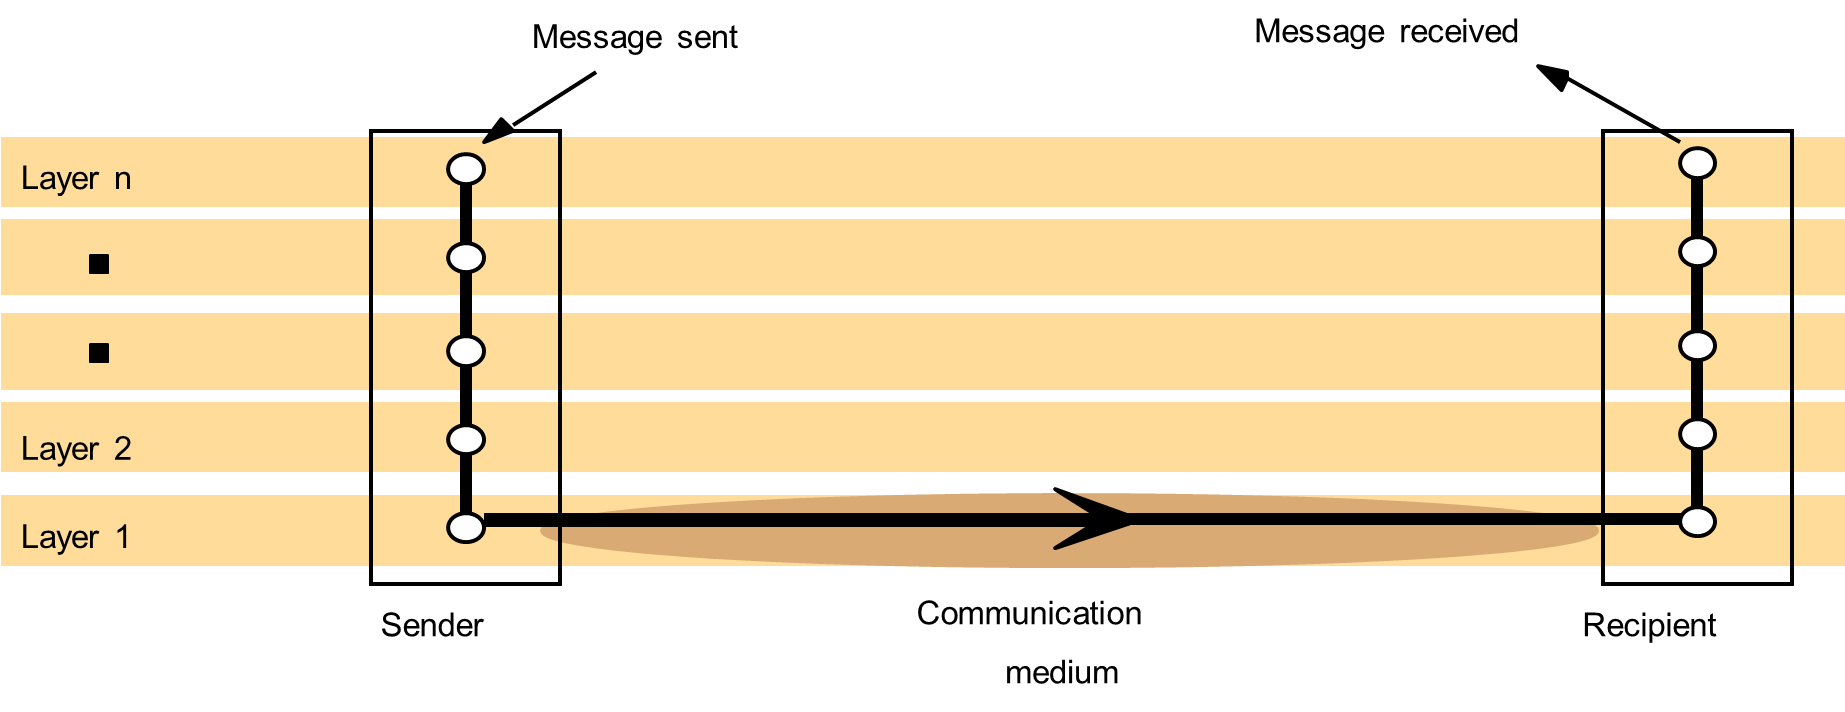 Message sent
Message received
Layer n
Layer 2
Layer 1
Sender
Communication
medium
Recipient